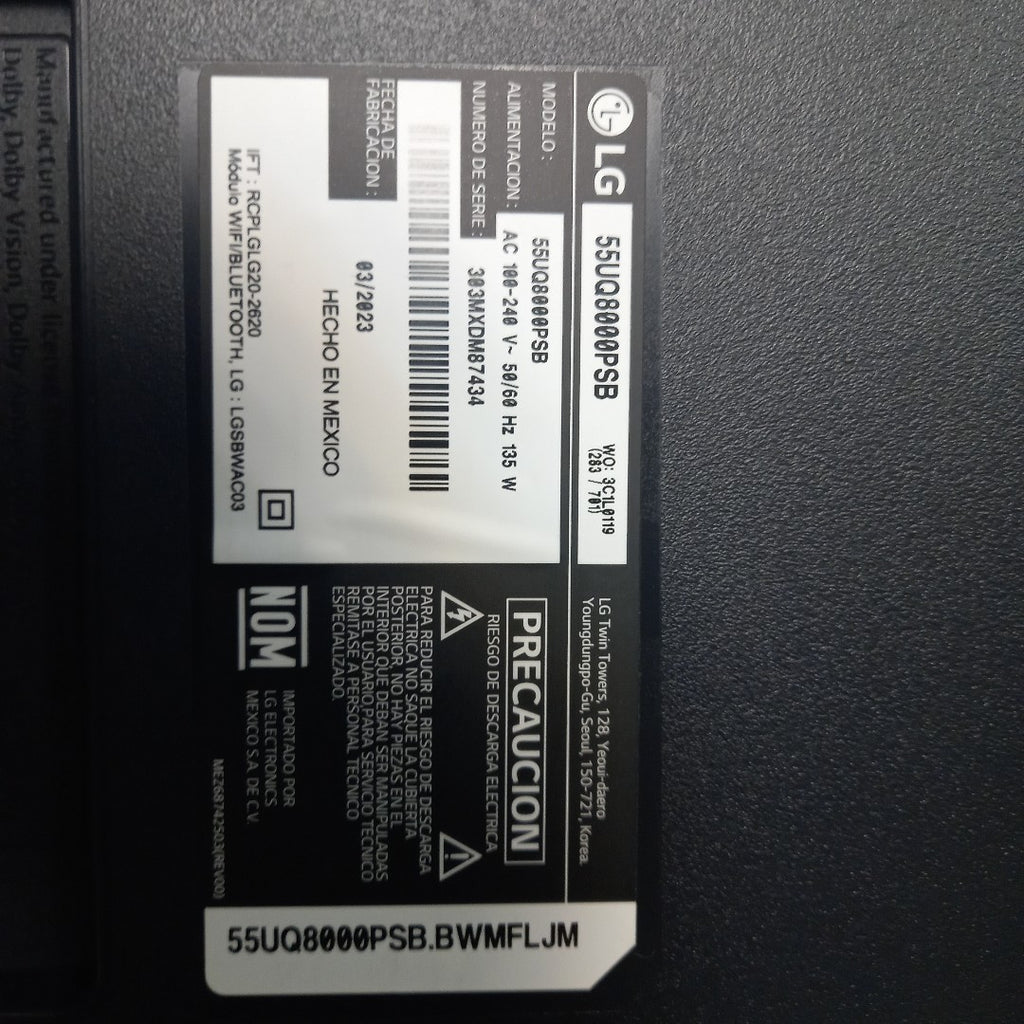 LG 55UQ8000PSB
WO: 3C1L0119
(283 / 701)
LG Twin Towers, 128, Yeoui-daero
Youngdungpo-Gu, Seoul, 150-721, Korea.
MODELO : 55UQ8000PSB
ALIMENTACION : AC 100-240 V~ 50/60 Hz 135 W
NUMERO DE SERIE : 303MXDM87434
FECHA DE
FABRICACION : 03/2023
HECHO EN MEXICO
IFT : RCPLGLG20-2620
Módulo WIFI/BLUETOOTH, LG : LGSBWAC03
PRECAUCION
RIESGO DE DESCARGA ELECTRICA
PARA REDUCIR EL RIESGO DE DESCARGA
ELECTRICA NO SAQUE LA CUBIERTA
POSTERIOR, NO HAY PIEZAS EN EL
INTERIOR QUE DEBAN SER MANIPULADAS
POR EL USUARIO,PARA SERVICIO TECNICO
REMITASE A PERSONAL TECNICO
ESPECIALIZADO.
NOM
IMPORTADO POR
LG ELECTRONICS
MEXICO S.A. DE C.V.
MEZ68742503(REV00)
55UQ8000PSB.BWMFLJM
Manufactured under license
Dolby, Dolby Vision, Dolby